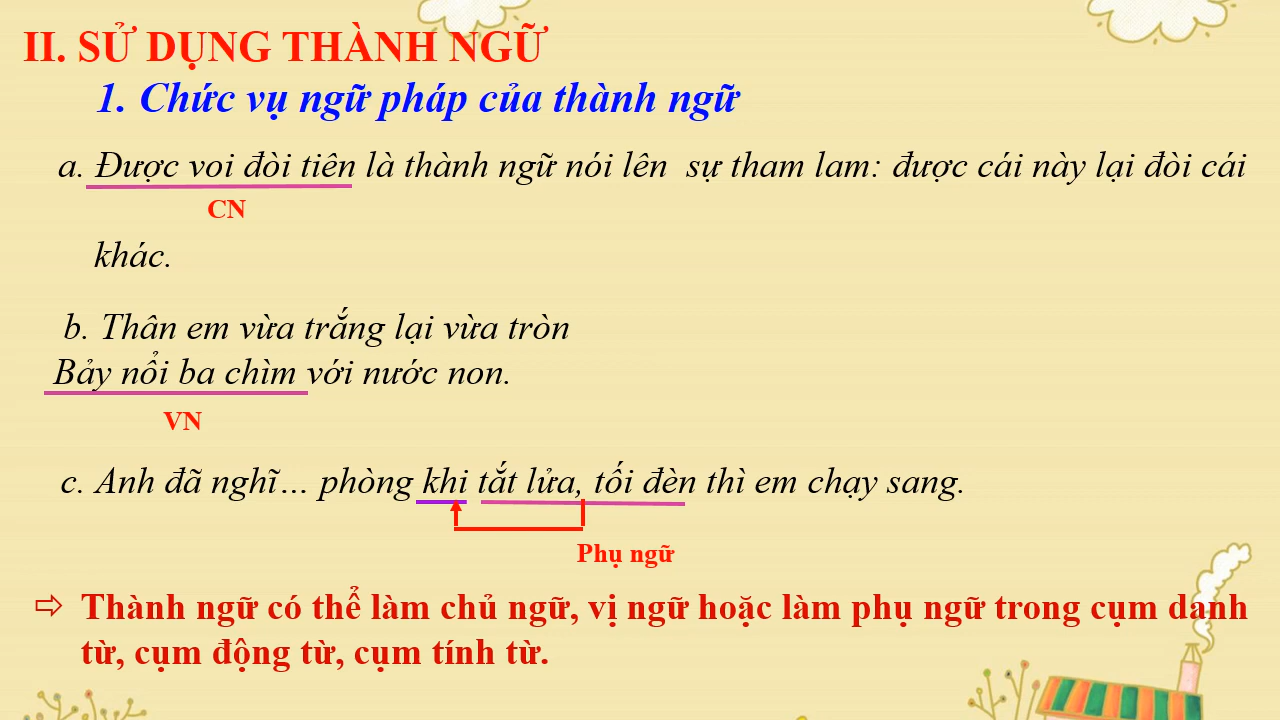 II. SỬ DỤNG THÀNH NGỮ
1. Chức vụ ngữ pháp của thành ngữ
a. Được voi đòi tiên là thành ngữ nói lên sự tham lam: được cái này lại đòi cái
CN
khác.
b. Thân em vừa trắng lại vừa tròn
Bảy nổi ba chìm với nước non.
VN
c. Anh đã nghĩ… phòng khi tắt lửa, tối đèn thì em chạy sang.
Phụ ngữ
⇨ Thành ngữ có thể làm chủ ngữ, vị ngữ hoặc làm phụ ngữ trong cụm danh
từ, cụm động từ, cụm tính từ.